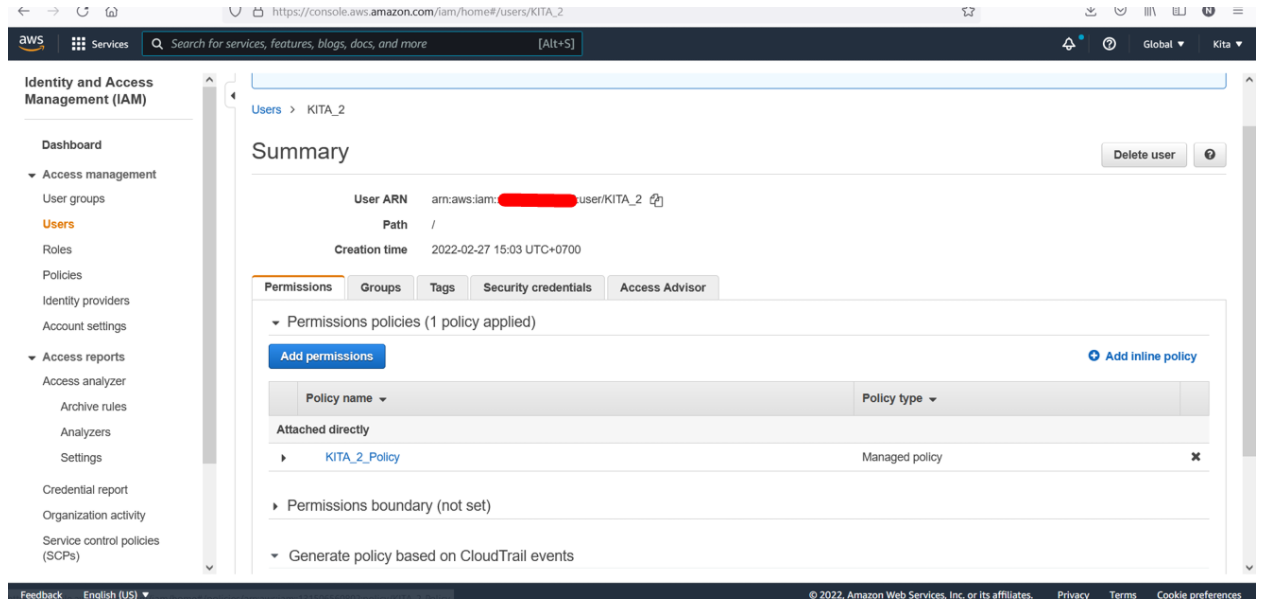 https://console.aws.amazon.com/iam/home#/users/KITA_2
aws Services Search for services, features, blogs, docs, and more [Alt+S] Global Kita
Identity and Access
Management (IAM)
Dashboard
Access management
User groups
Users
Roles
Policies
Identity providers
Account settings
Access reports
Access analyzer
Archive rules
Analyzers
Settings
Credential report
Organization activity
Service control policies
(SCPs)
Users > KITA_2
Summary
Delete user
User ARN arn:aws:iam: :user/KITA_2
Path /
Creation time 2022-02-27 15:03 UTC+0700
Permissions Groups Tags Security credentials Access Advisor
Permissions policies (1 policy applied)
Add permissions
Add inline policy
Policy name Policy type
Attached directly
KITA_2_Policy Managed policy
Permissions boundary (not set)
Generate policy based on CloudTrail events
Feedback English (US) © 2022, Amazon Web Services, Inc. or its affiliates. Privacy Terms Cookie preferences